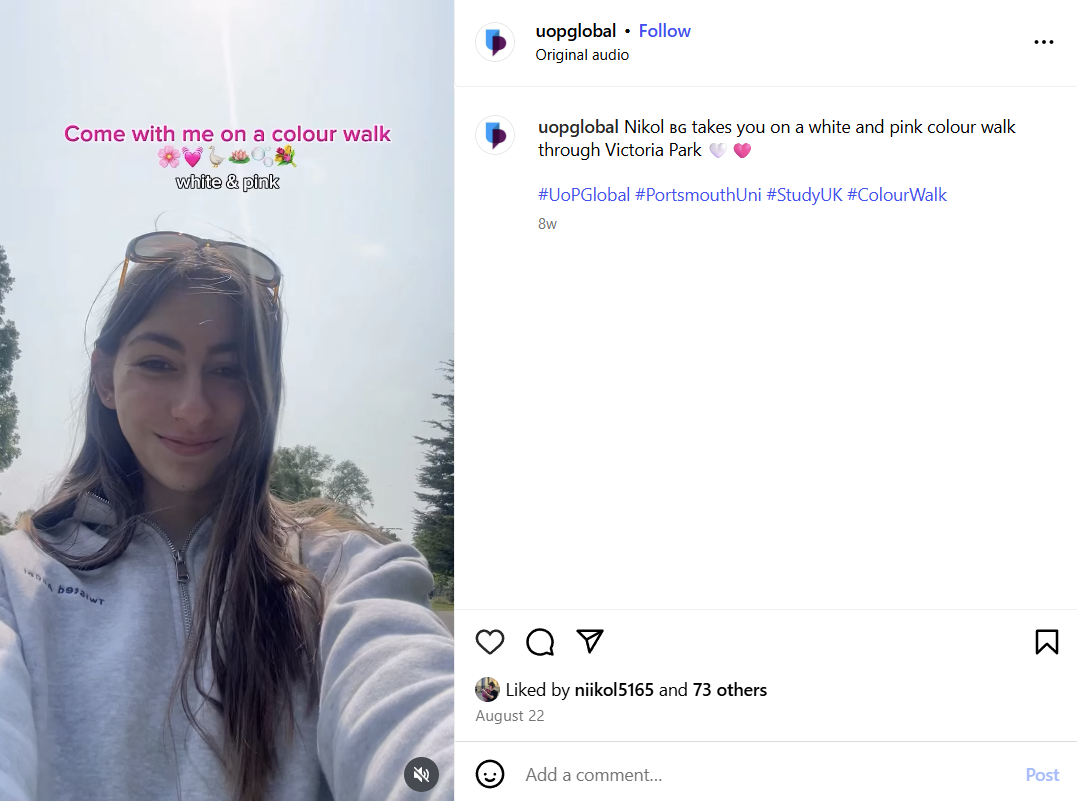 Come with me on a colour walk
🌸💓🪿🪷🫧💐
white & pink
uopglobal • Follow
Original audio
uopglobal Nikol BG takes you on a white and pink colour walk
through Victoria Park 🤍 🩷
#UoPGlobal #PortsmouthUni #StudyUK #ColourWalk
8w
Liked by niikol5165 and 73 others
August 22
Add a comment...
Post